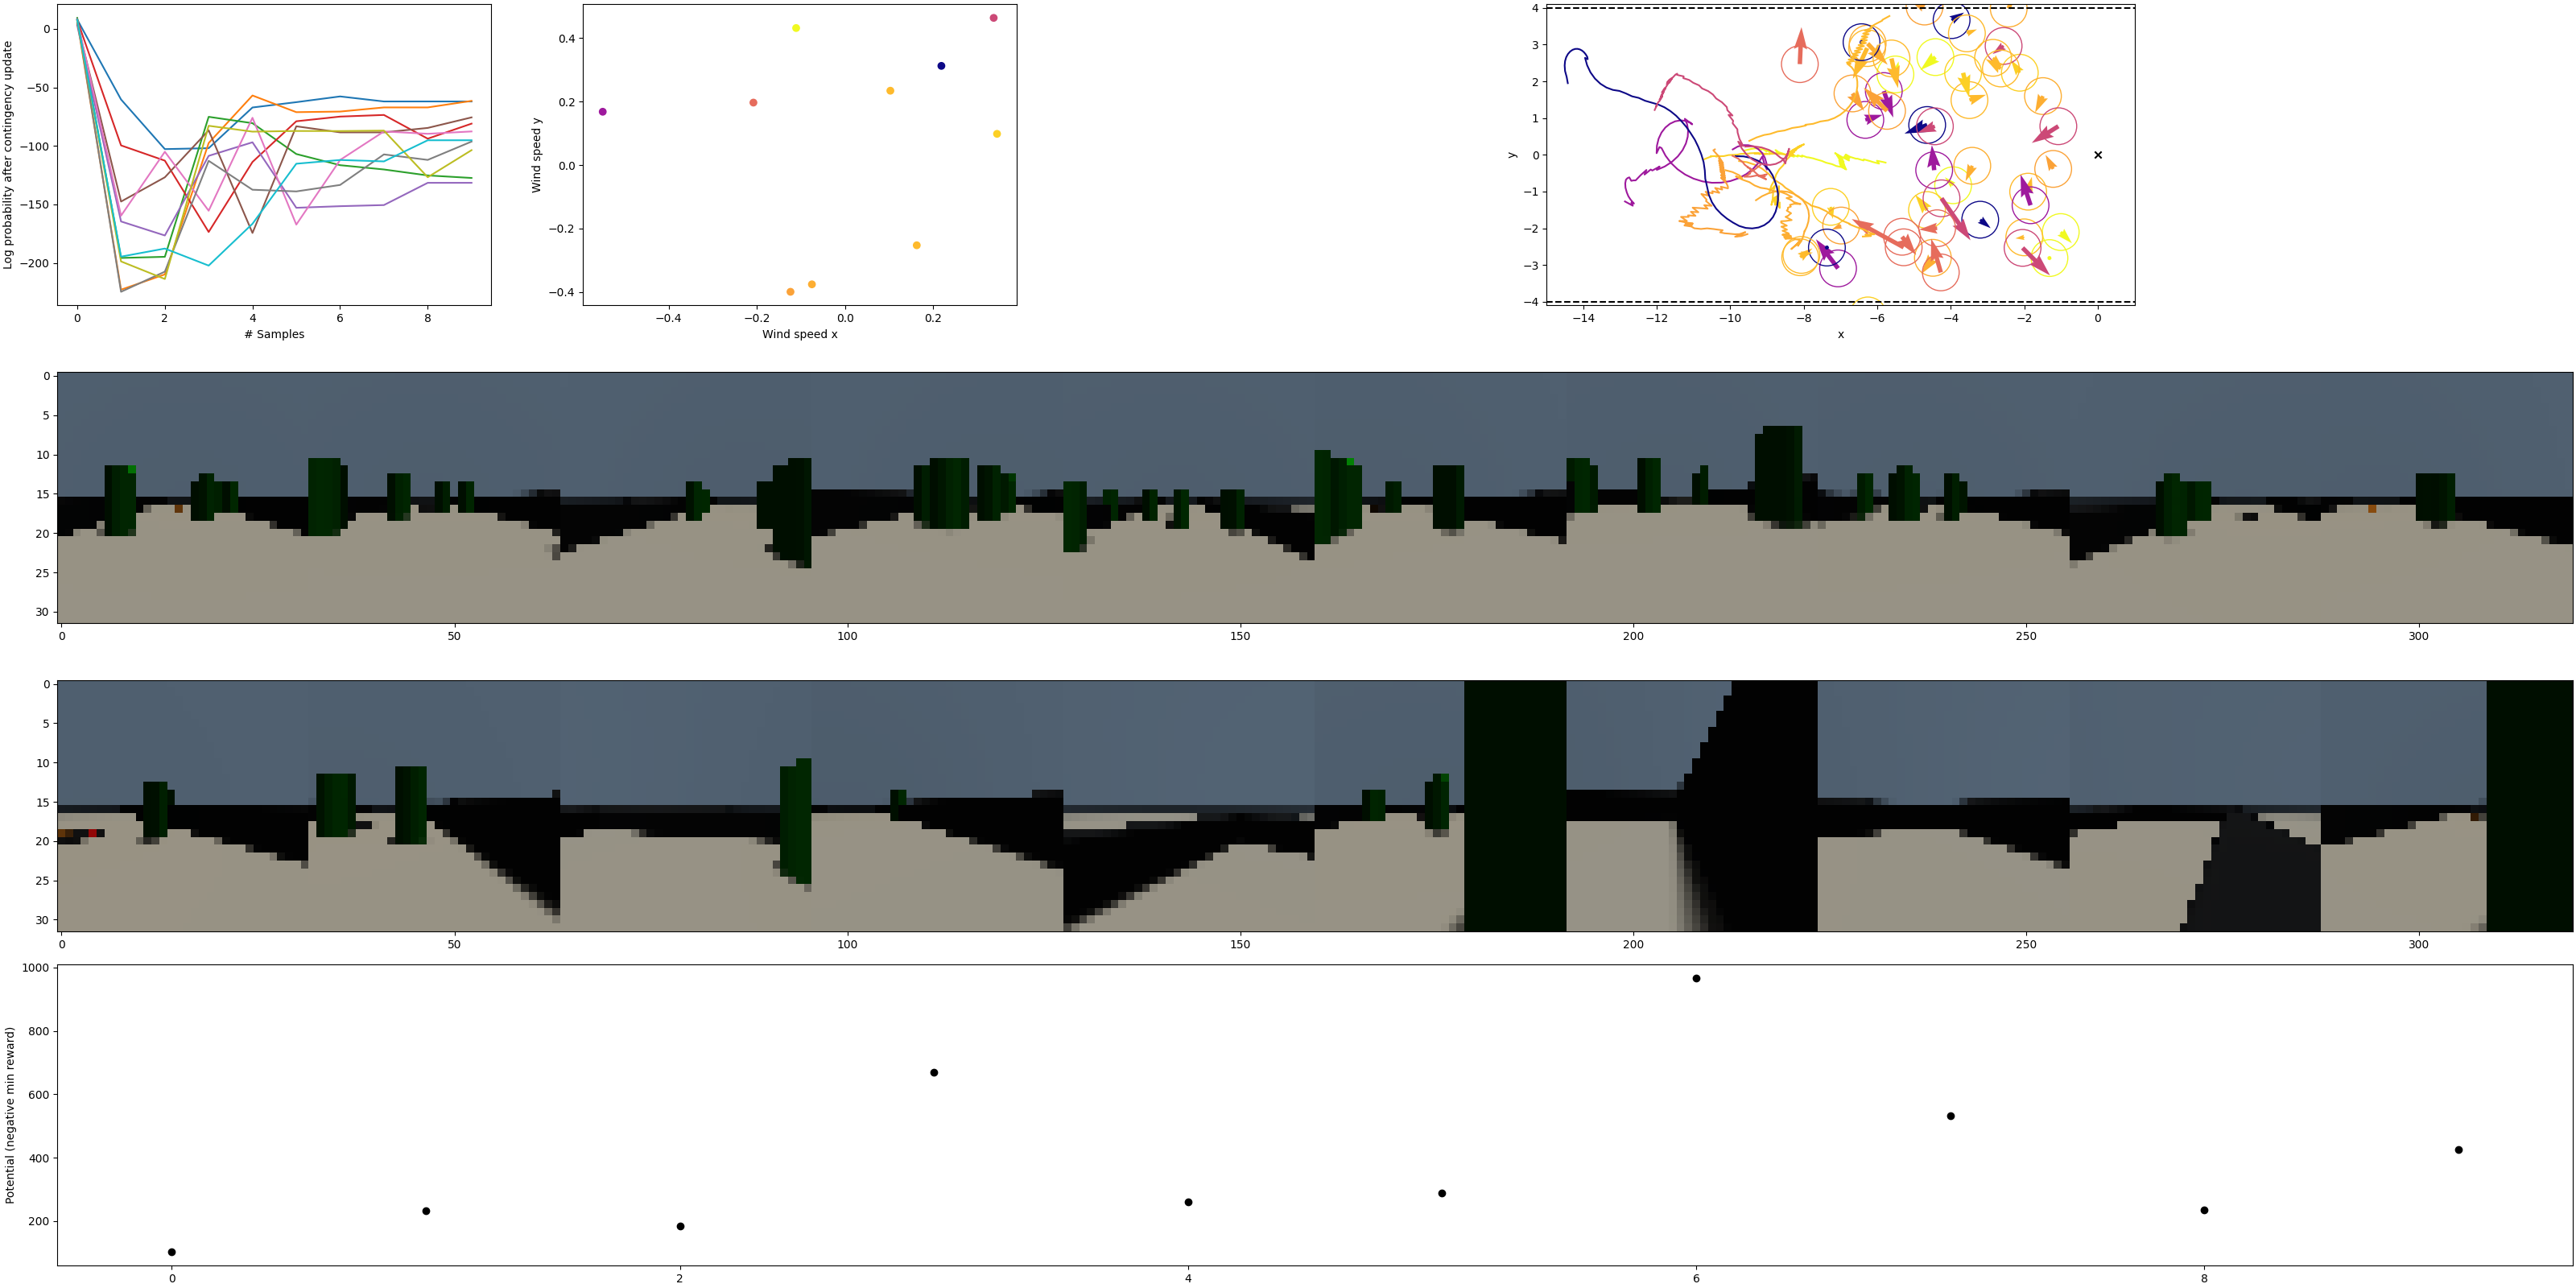 0
−50
−100
−150
−200
0 2 4 6 8
# Samples
Log probability after contingency update
0.4
0.2
0.0
−0.2
−0.4
−0.4 −0.2 0.0 0.2
Wind speed x
Wind speed y
4
3
2
1
0
−1
−2
−3
−4
−14 −12 −10 −8 −6 −4 −2 0
x
y
0
5
10
15
20
25
30
0 50 100 150 200 250 300
0
5
10
15
20
25
30
0 50 100 150 200 250 300
1000
800
600
400
200
0 2 4 6 8
Potential (negative min reward)